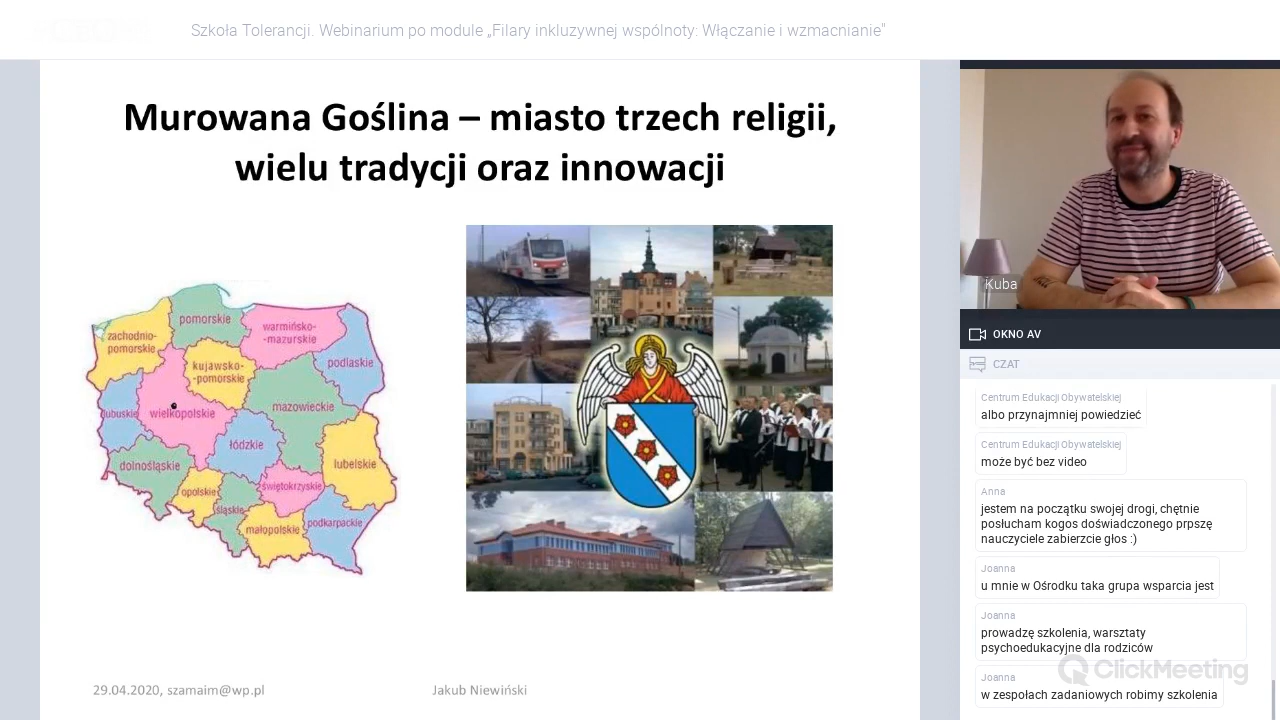 Szkoła Tolerancji. Webinarium po module „Filary inkluzywnej wspólnoty: Włączanie i wzmacnianie"
Murowana Goślina – miasto trzech religii,
wielu tradycji oraz innowacji
zachodnio-
pomorskie
pomorskie
warmińsko-
-mazurskie
podlaskie
kujawsko-
-pomorskie
lubuskie
wielkopolskie
mazowieckie
łódzkie
dolnośląskie
lubelskie
opolskie
śląskie
świętokrzyskie
małopolskie
podkarpackie
29.04.2020, szamaim@wp.pl
Jakub Niewiński
Kuba
OKNO AV
CZAT
Centrum Edukacji Obywatelskiej
albo przynajmniej powiedzieć
Centrum Edukacji Obywatelskiej
może być bez video
Anna
jestem na początku swojej drogi, chętnie
posłucham kogos doświadczonego prpszę
nauczyciele zabierzcie głos :)
Joanna
u mnie w Ośrodku taka grupa wsparcia jest
Joanna
prowadzę szkolenia, warsztaty
psychoedukacyjne dla rodziców
ClickMeeting
Joanna
w zespołach zadaniowych robimy szkolenia